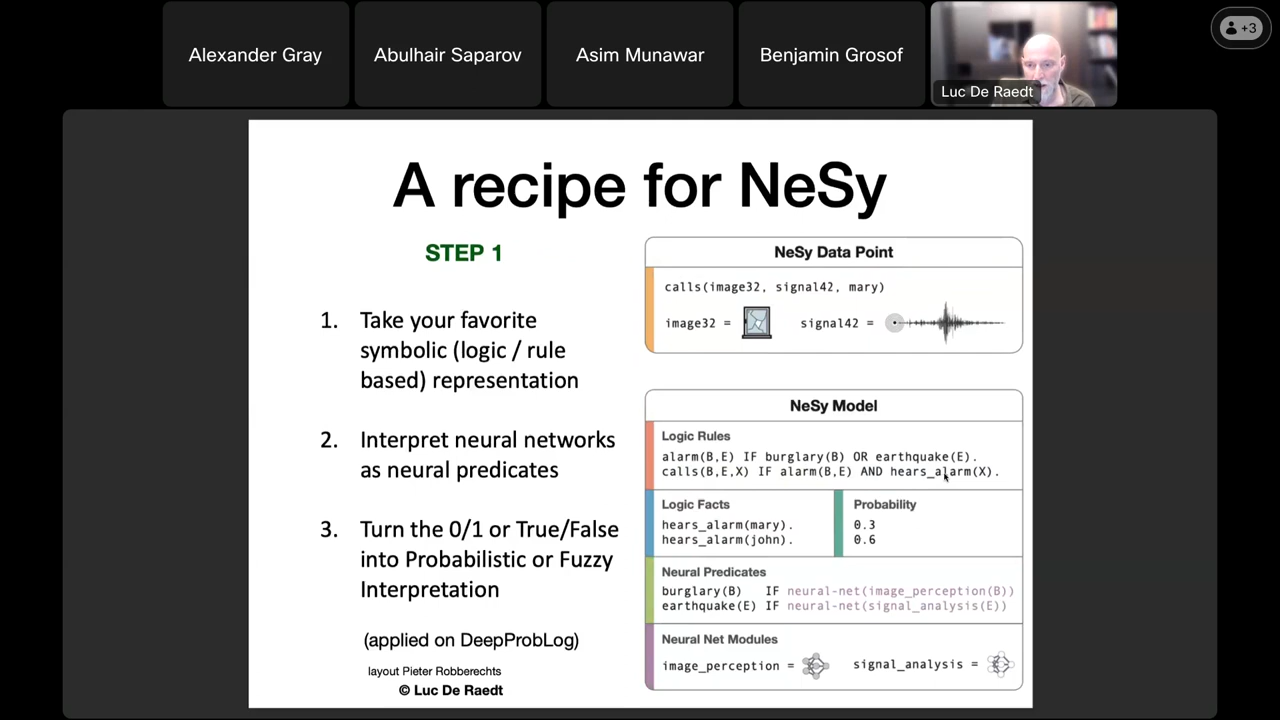 Alexander Gray
Abulhair Saparov
Asim Munawar
Benjamin Grosof
Luc De Raedt
+3
A recipe for NeSy
STEP 1
1. Take your favorite
symbolic (logic / rule
based) representation
2. Interpret neural networks
as neural predicates
3. Turn the 0/1 or True/False
into Probabilistic or Fuzzy
Interpretation
(applied on DeepProbLog)
layout Pieter Robberechts
© Luc De Raedt
NeSy Data Point
calls(image32, signal42, mary)
image32 =
signal42 =
NeSy Model
Logic Rules
alarm(B,E) IF burglary(B) OR earthquake(E).
calls(B,E,X) IF alarm(B,E) AND hears_alarm(X).
Logic Facts
hears_alarm(mary).
hears_alarm(john).
Probability
0.3
0.6
Neural Predicates
burglary(B) IF neural-net(image_perception(B))
earthquake(E) IF neural-net(signal_analysis(E))
Neural Net Modules
image_perception =
signal_analysis =